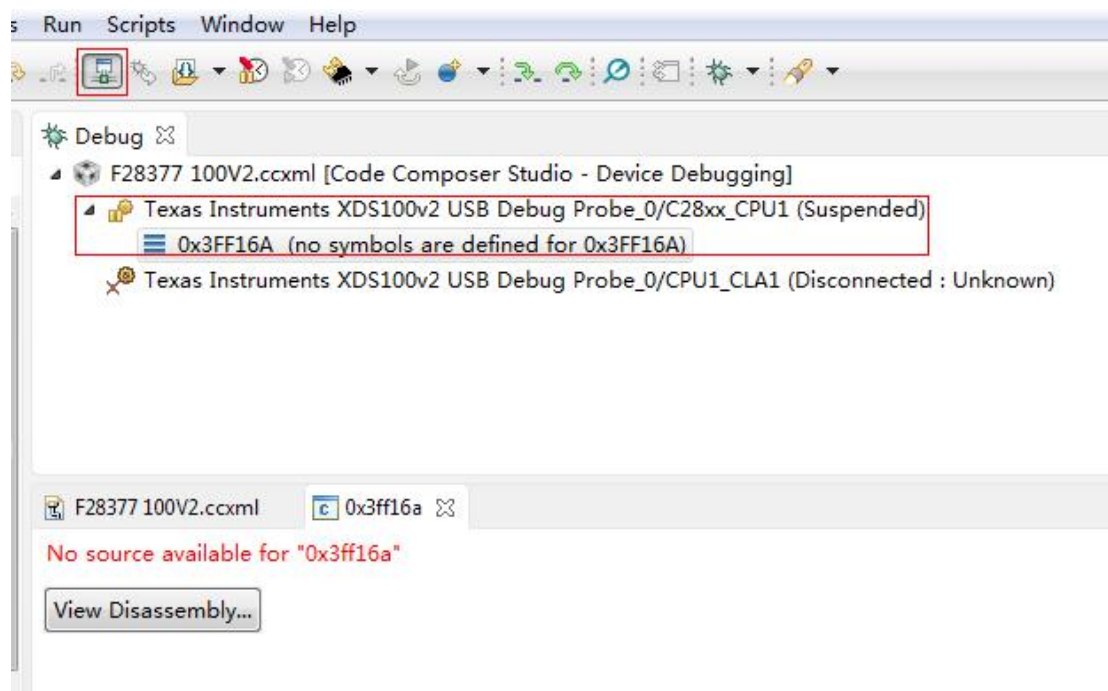 s Run Scripts Window Help
Debug
F28377 100V2.ccxml [Code Composer Studio - Device Debugging]
Texas Instruments XDS100v2 USB Debug Probe_0/C28xx_CPU1 (Suspended)
0x3FF16A (no symbols are defined for 0x3FF16A)
Texas Instruments XDS100v2 USB Debug Probe_0/CPU1_CLA1 (Disconnected : Unknown)
F28377 100V2.ccxml 0x3ff16a
No source available for "0x3ff16a"
View Disassembly...